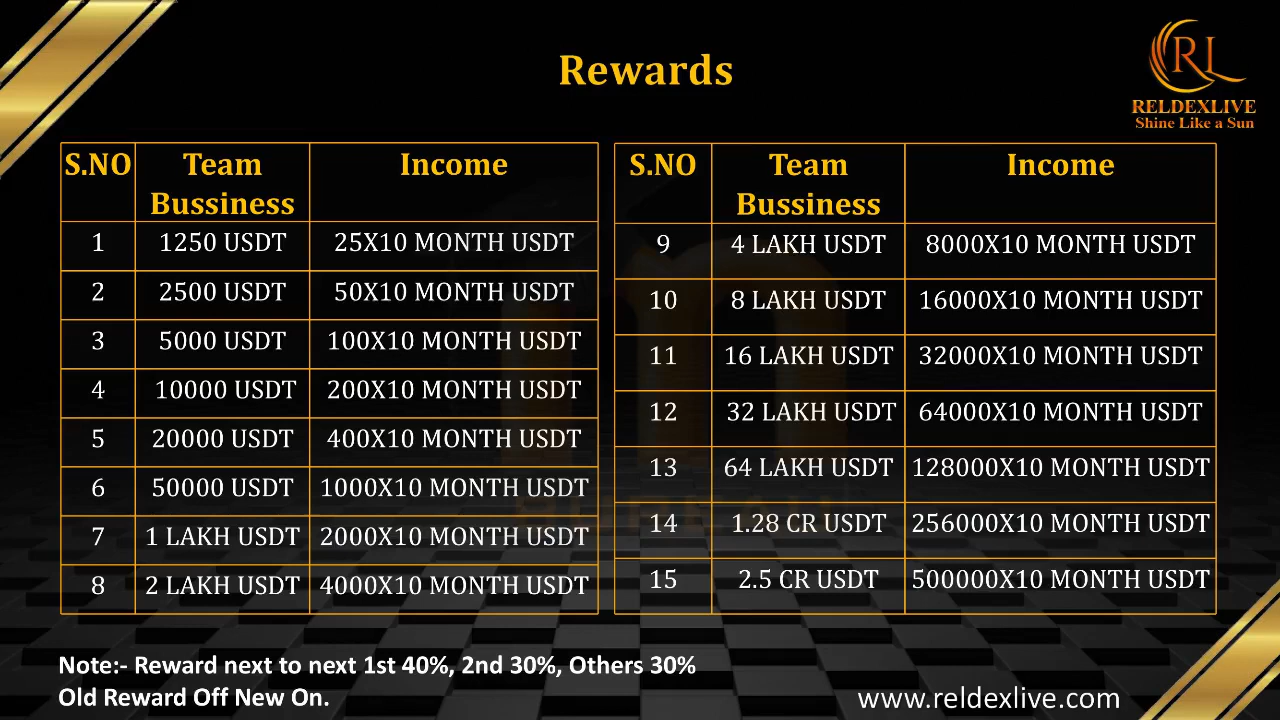 Rewards
RL
RELDEXLIVE
Shine Like a Sun
S.NO Team Bussiness Income
1 1250 USDT 25X10 MONTH USDT
2 2500 USDT 50X10 MONTH USDT
3 5000 USDT 100X10 MONTH USDT
4 10000 USDT 200X10 MONTH USDT
5 20000 USDT 400X10 MONTH USDT
6 50000 USDT 1000X10 MONTH USDT
7 1 LAKH USDT 2000X10 MONTH USDT
8 2 LAKH USDT 4000X10 MONTH USDT
S.NO Team Bussiness Income
9 4 LAKH USDT 8000X10 MONTH USDT
10 8 LAKH USDT 16000X10 MONTH USDT
11 16 LAKH USDT 32000X10 MONTH USDT
12 32 LAKH USDT 64000X10 MONTH USDT
13 64 LAKH USDT 128000X10 MONTH USDT
14 1.28 CR USDT 256000X10 MONTH USDT
15 2.5 CR USDT 500000X10 MONTH USDT
Note:- Reward next to next 1st 40%, 2nd 30%, Others 30%
Old Reward Off New On.
www.reldexlive.com